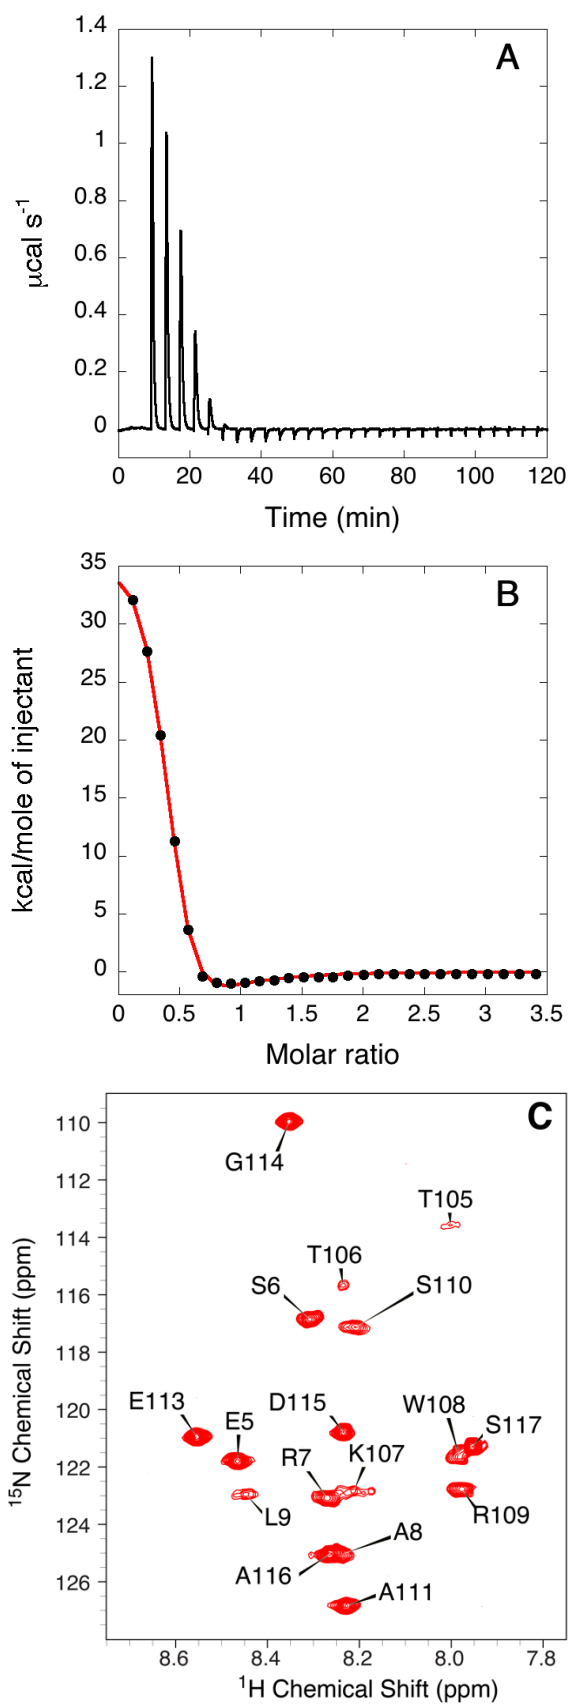 A
1.4
1.2
1
0.8
0.6
0.4
0.2
0
μcal s-1
0 20 40 60 80 100 120
Time (min)
B
35
30
25
20
15
10
5
0
kcal/mole of injectant
0 0.5 1 1.5 2 2.5 3 3.5
Molar ratio
C
110
112
114
116
118
120
122
124
126
15N Chemical Shift (ppm)
G114
T105
T106
S6 S110
E113 E5 D115 W108 S117
R7 K107
L9 R109
A8
A116
A111
8.6 8.4 8.2 8.0 7.8
1H Chemical Shift (ppm)